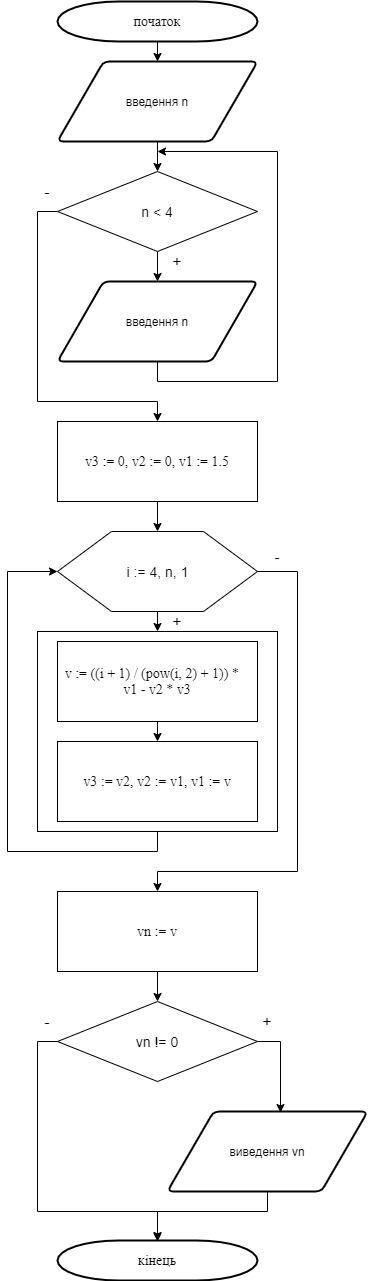 початок
введення n
-
n < 4
+
введення n
v3 := 0, v2 := 0, v1 := 1.5
-
i := 4, n, 1
+
v := ((i + 1) / (pow(i, 2) + 1)) *
v1 - v2 * v3
v3 := v2, v2 := v1, v1 := v
vn := v
-
+
vn != 0
виведення vn
кінець